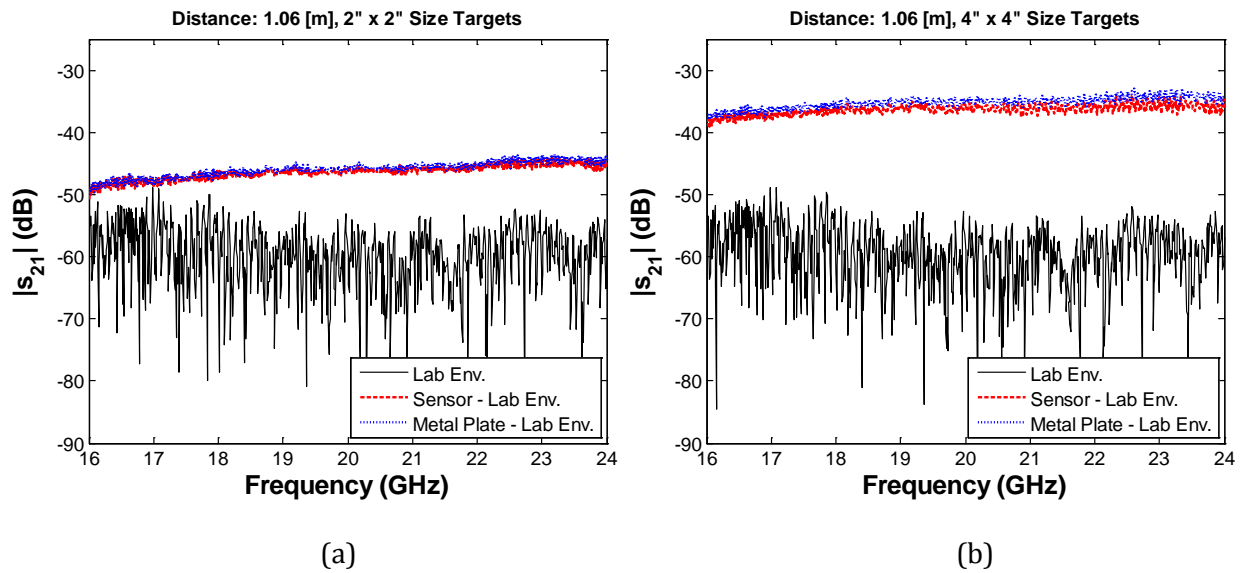 Distance: 1.06 [m], 2" x 2" Size Targets
-30
-40
-50
-60
-70
-80
-90
|s21| (dB)
Lab Env.
Sensor - Lab Env.
Metal Plate - Lab Env.
16 17 18 19 20 21 22 23 24
Frequency (GHz)
(a)
Distance: 1.06 [m], 4" x 4" Size Targets
-30
-40
-50
-60
-70
-80
-90
|s21| (dB)
Lab Env.
Sensor - Lab Env.
Metal Plate - Lab Env.
16 17 18 19 20 21 22 23 24
Frequency (GHz)
(b)